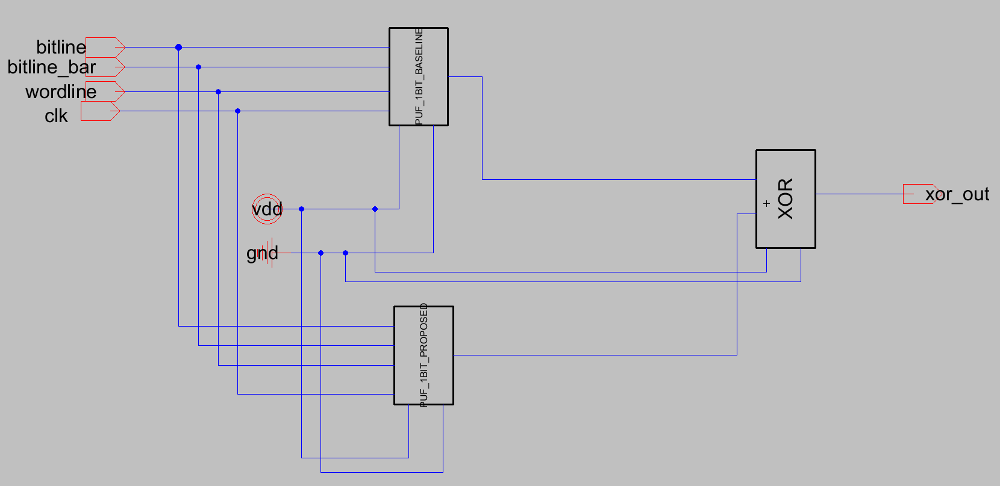 bitline
bitline_bar
wordline
clk
PUF_1BIT_BASELINE
vdd
gnd
XOR
xor_out
PUF_1BIT_PROPOSED